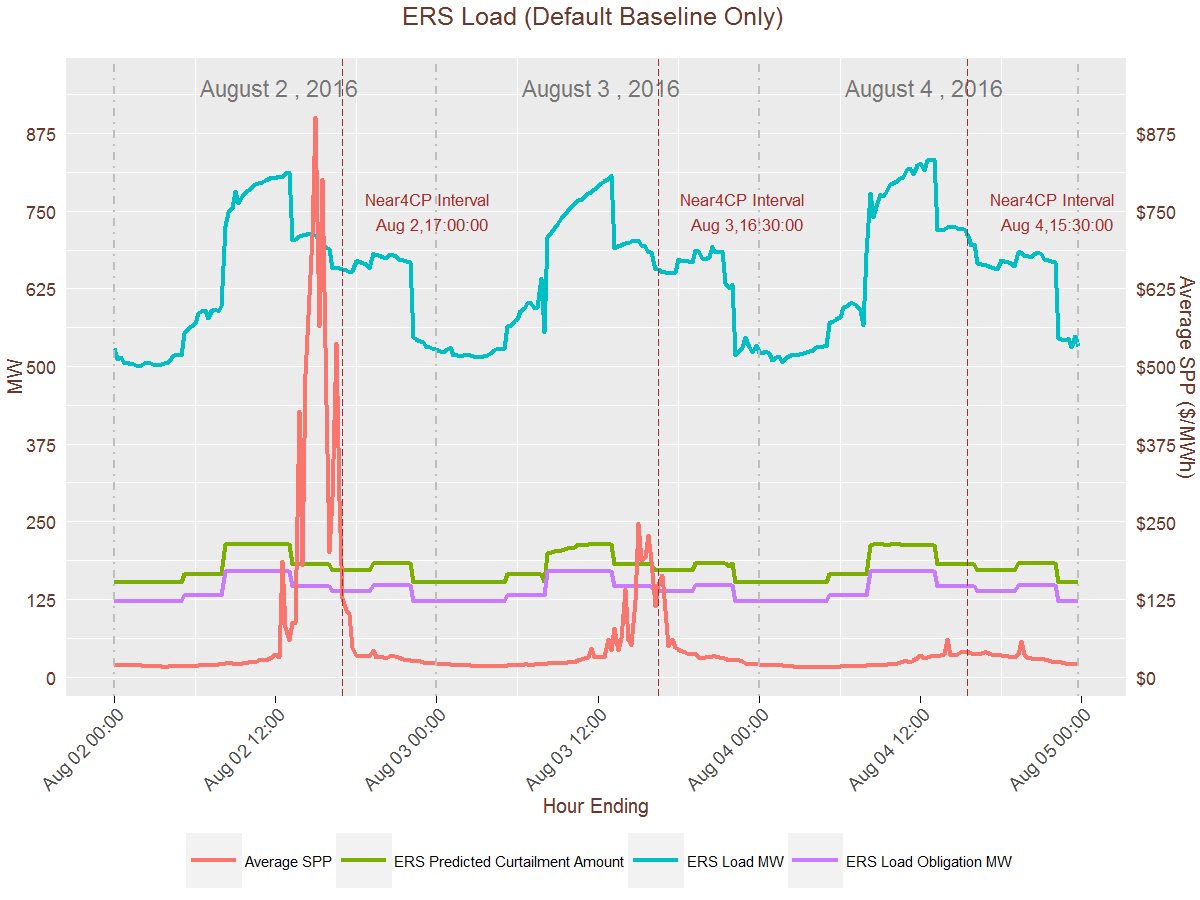 ERS Load (Default Baseline Only)
August 2 , 2016
August 3 , 2016
August 4 , 2016
Near4CP Interval
Aug 2,17:00:00
Near4CP Interval
Aug 3,16:30:00
Near4CP Interval
Aug 4,15:30:00
875
750
625
500
375
250
125
0
MW
$875
$750
$625
$500
$375
$250
$125
$0
Average SPP ($/MWh)
Aug 02 00:00
Aug 02 12:00
Aug 03 00:00
Aug 03 12:00
Aug 04 00:00
Aug 04 12:00
Aug 05 00:00
Hour Ending
Average SPP
ERS Predicted Curtailment Amount
ERS Load MW
ERS Load Obligation MW